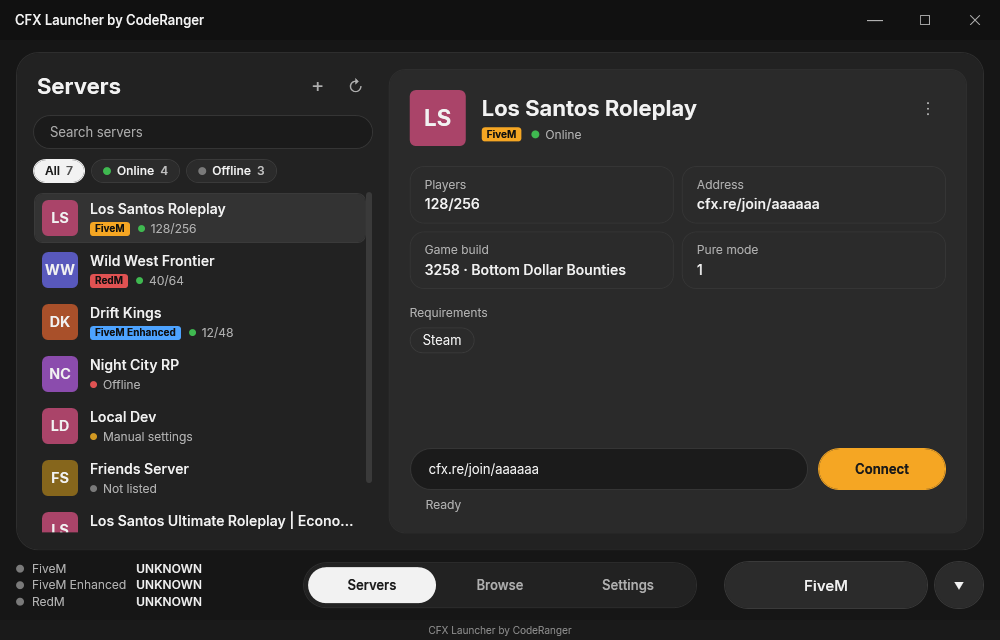 CFX Launcher by CodeRanger
Servers
Search servers
All 7 Online 4 Offline 3
LS Los Santos Roleplay
FiveM 128/256
WW Wild West Frontier
RedM 40/64
DK Drift Kings
FiveM Enhanced 12/48
NC Night City RP
Offline
LD Local Dev
Manual settings
FS Friends Server
Not listed
LS Los Santos Ultimate Roleplay | Econo...
LS Los Santos Roleplay
FiveM Online
Players
128/256
Address
cfx.re/join/aaaaaa
Game build
3258 · Bottom Dollar Bounties
Pure mode
1
Requirements
Steam
cfx.re/join/aaaaaa
Connect
Ready
FiveM UNKNOWN
FiveM Enhanced UNKNOWN
RedM UNKNOWN
Servers Browse Settings
FiveM
CFX Launcher by CodeRanger